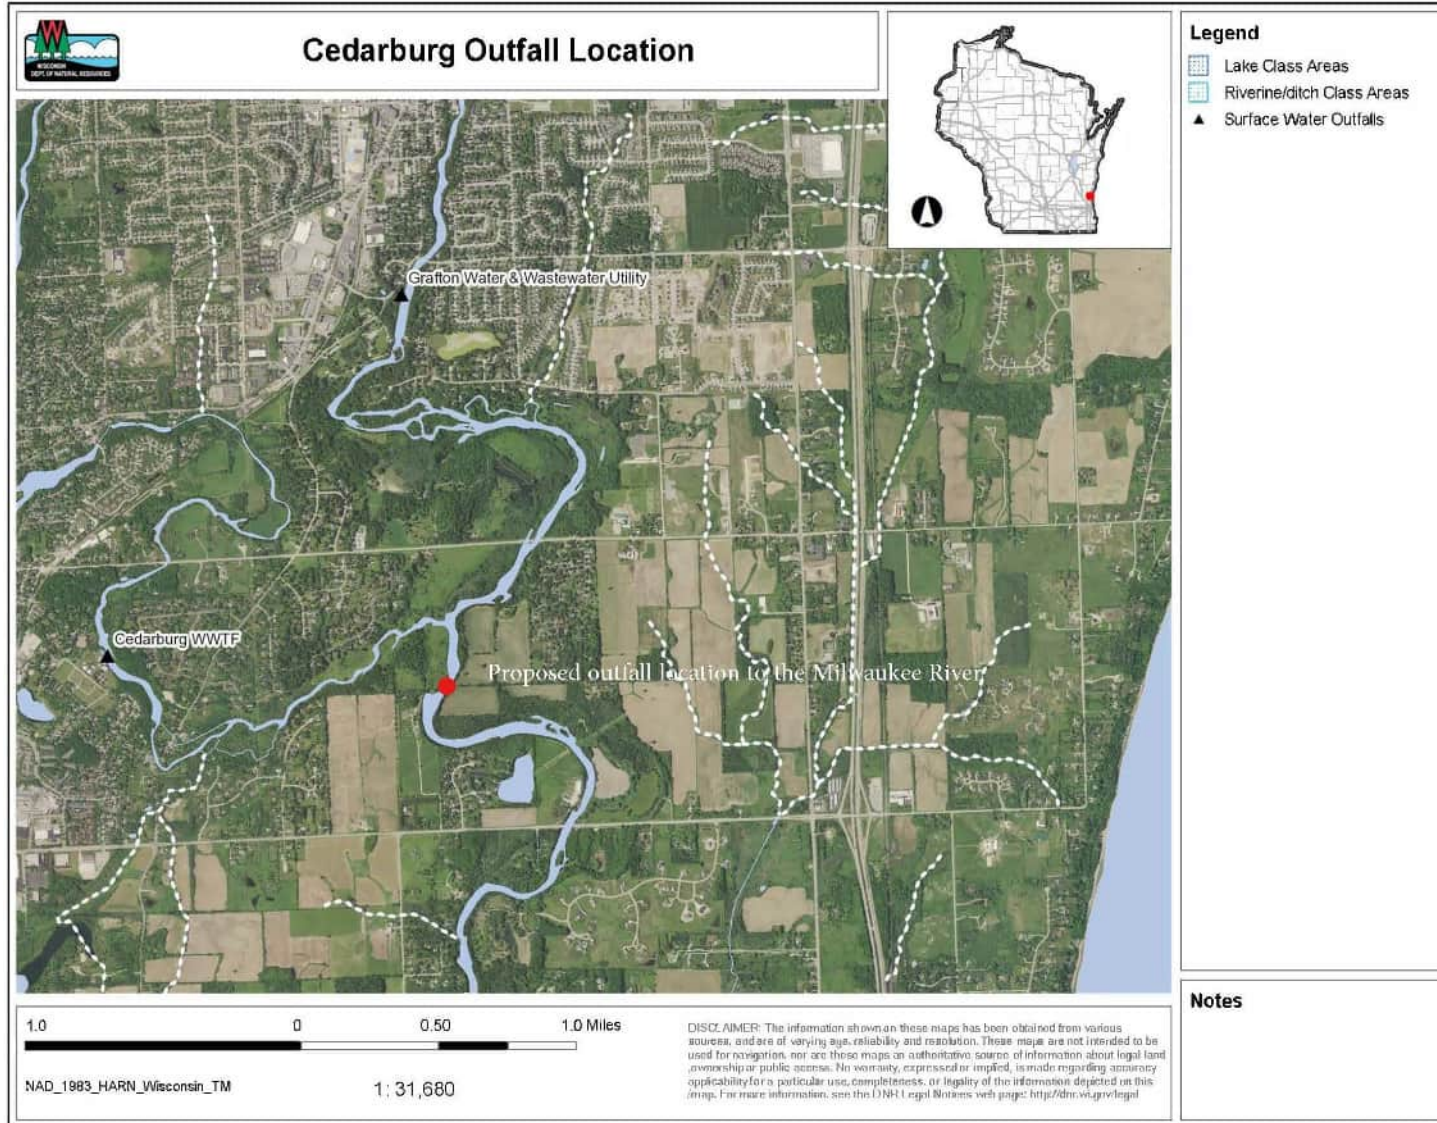 WISCONSIN
DEPT. OF NATURAL RESOURCES
Cedarburg Outfall Location
Legend
Lake Class Areas
Riverine/ditch Class Areas
Surface Water Outfalls
Grafton Water & Wastewater Utility
Cedarburg WWTF
Proposed outfall location to the Milwaukee River
1.0 0 0.50 1.0 Miles
NAD_1983_HARN_Wisconsin_TM
1: 31,680
DISCLAIMER: The information shown on these maps has been obtained from various
sources, and are of varying age, reliability and resolution. These maps are not intended to be
used for navigation, nor are these maps an authoritative source of information about legal land
ownership or public access. No warranty, expressed or implied, is made regarding accuracy
applicability for a particular use, completeness, or legality of the information depicted on this
map. For more information, see the DNR Legal Notices web page: http://dnr.wi.gov/legal
Notes